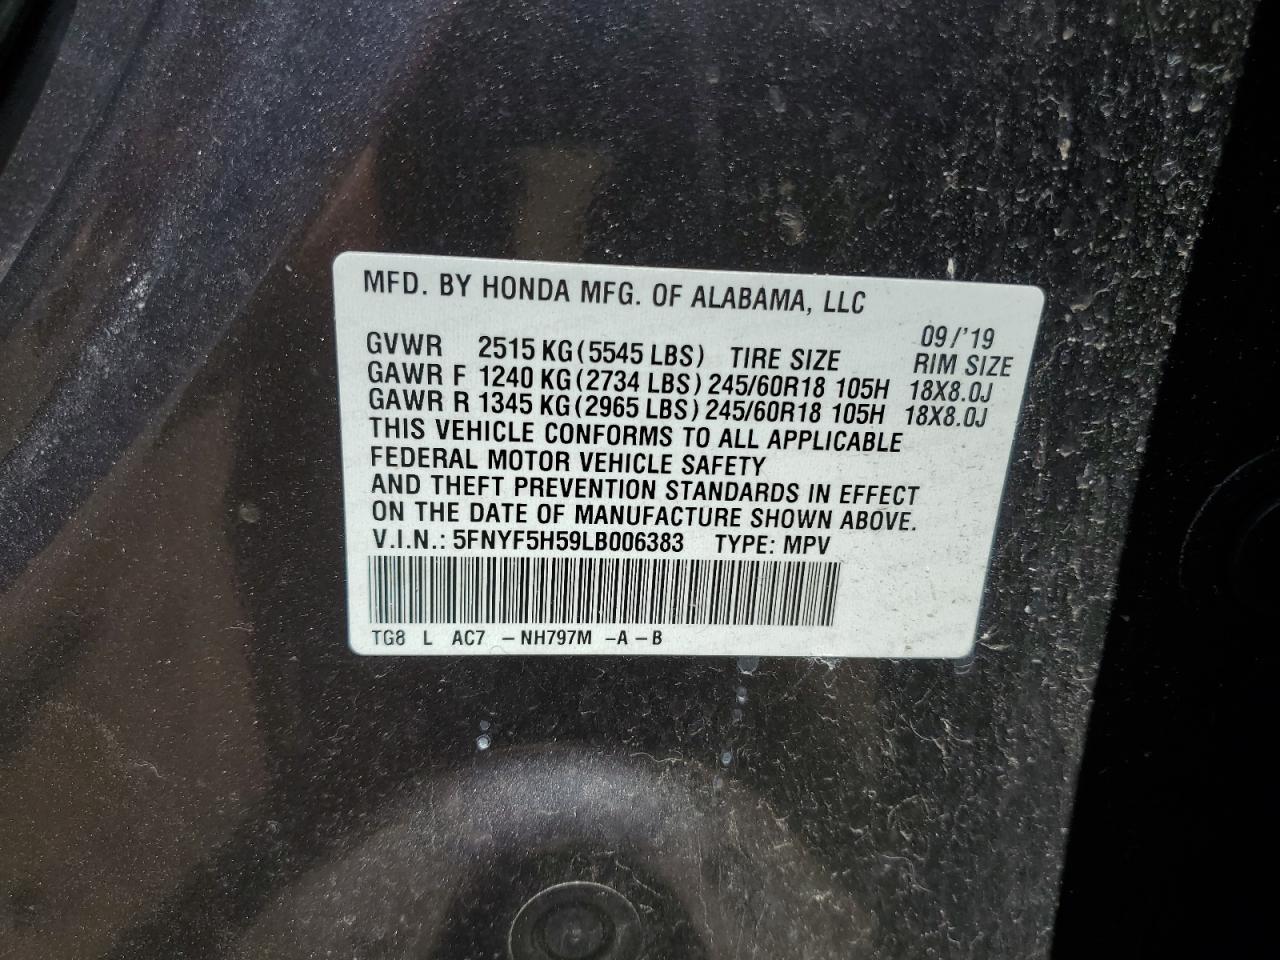 MFD. BY HONDA MFG. OF ALABAMA, LLC
09/'19
GVWR 2515 KG (5545 LBS) TIRE SIZE RIM SIZE
GAWR F 1240 KG (2734 LBS) 245/60R18 105H 18X8.0J
GAWR R 1345 KG (2965 LBS) 245/60R18 105H 18X8.0J
THIS VEHICLE CONFORMS TO ALL APPLICABLE
FEDERAL MOTOR VEHICLE SAFETY
AND THEFT PREVENTION STANDARDS IN EFFECT
ON THE DATE OF MANUFACTURE SHOWN ABOVE.
V.I.N.: 5FNYF5H59LB006383 TYPE: MPV
TG8 L AC7 -NH797M -A -B